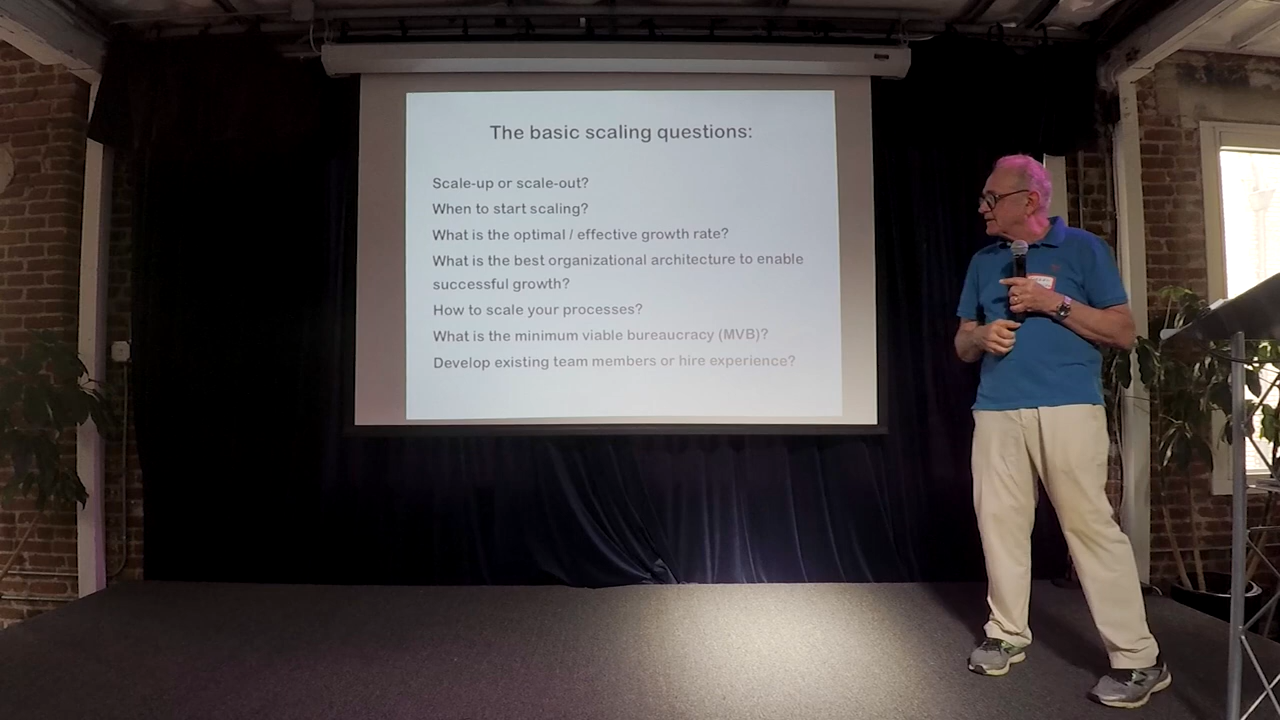 The basic scaling questions:
Scale-up or scale-out?
When to start scaling?
What is the optimal / effective growth rate?
What is the best organizational architecture to enable
successful growth?
How to scale your processes?
What is the minimum viable bureaucracy (MVB)?
Develop existing team members or hire experience?